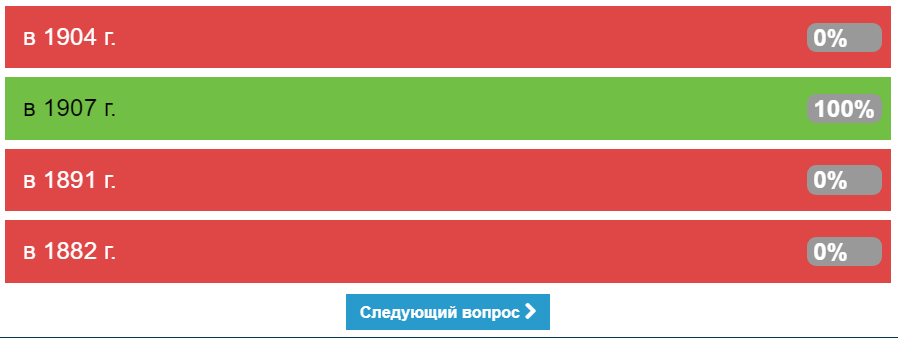 в 1904 г.
0%
в 1907 г.
100%
в 1891 г.
0%
в 1882 г.
0%
Следующий вопрос